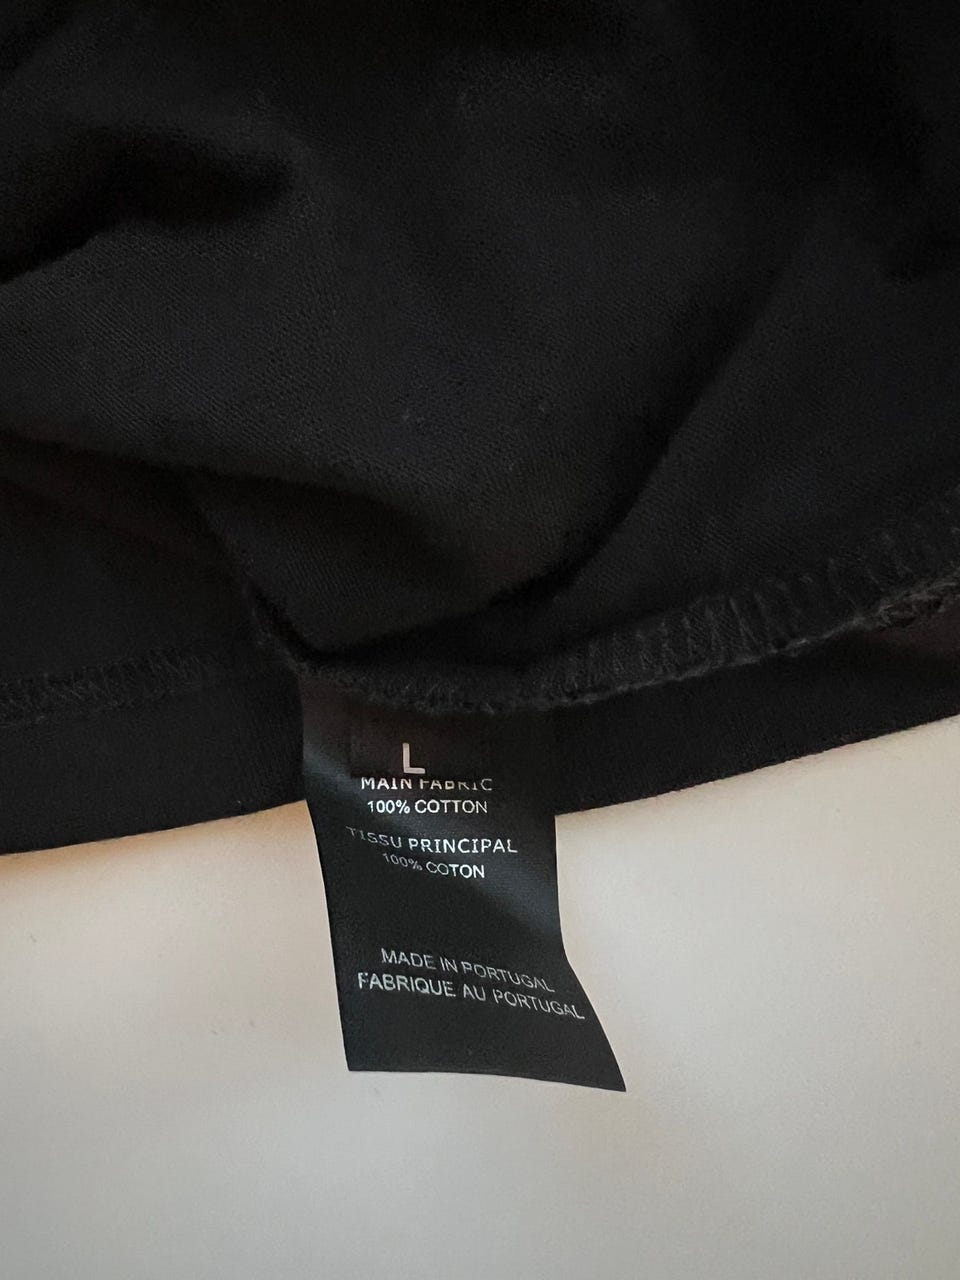 L
MAIN FABRIC
100% COTTON
TISSU PRINCIPAL
100% COTON
MADE IN PORTUGAL
FABRIQUE AU PORTUGAL